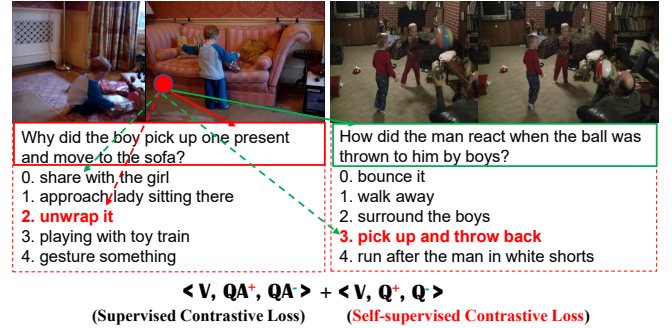 Why did the boy pick up one present
and move to the sofa?
0. share with the girl
1. approach lady sitting there
2. unwrap it
3. playing with toy train
4. gesture something
How did the man react when the ball was
thrown to him by boys?
0. bounce it
1. walk away
2. surround the boys
3. pick up and throw back
4. run after the man in white shorts
< V, QA⁺, QA⁻ > + < V, Q⁺, Q⁻ >
(Supervised Contrastive Loss) (Self-supervised Contrastive Loss)